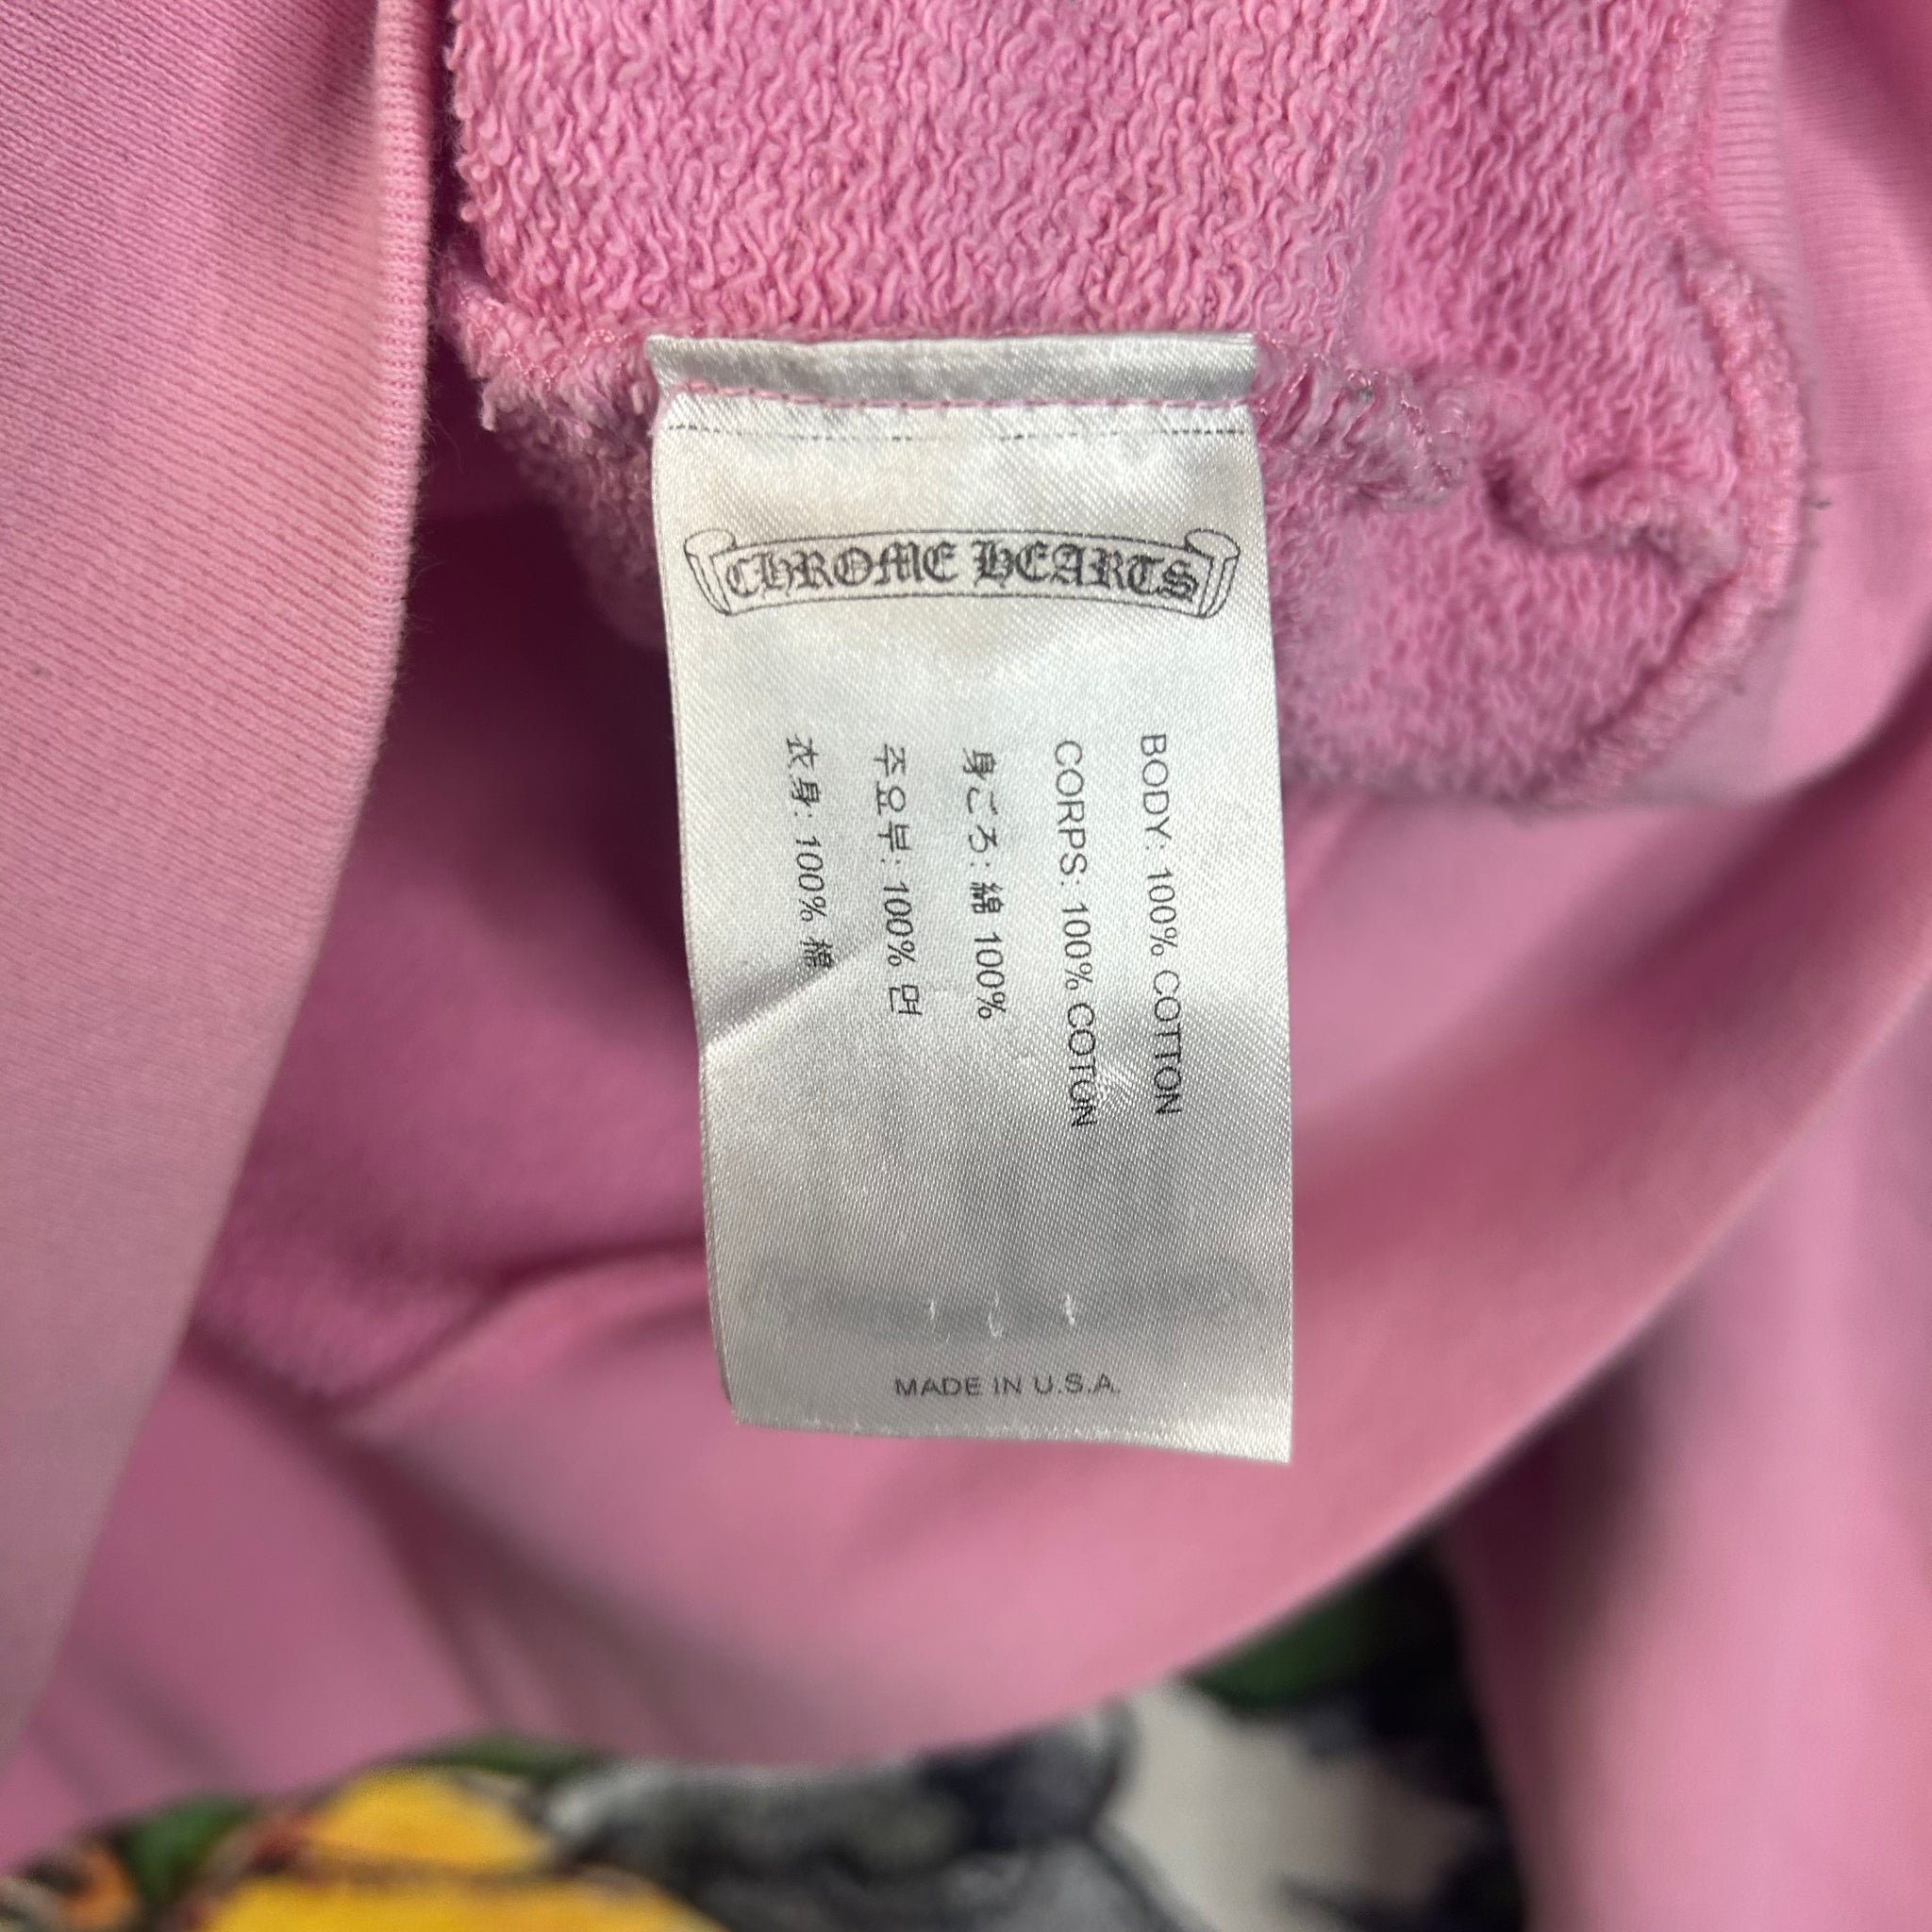 CHROME HEARTS
BODY: 100% COTTON
CORPS: 100% COTON
身ごろ: 綿 100%
주요부: 100% 면
衣身: 100% 棉
MADE IN U.S.A.